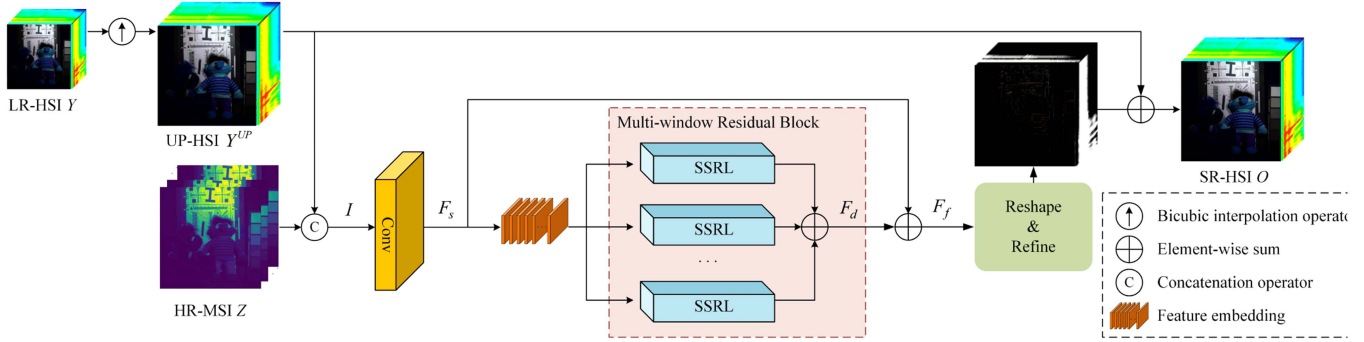 LR-HSI Y
UP-HSI Y^UP
HR-MSI Z
C
I
Conv
F_s
Multi-window Residual Block
SSRL
SSRL
. . .
SSRL
F_d
F_f
Reshape
&
Refine
SR-HSI O
Bicubic interpolation operato
Element-wise sum
C
Concatenation operator
Feature embedding